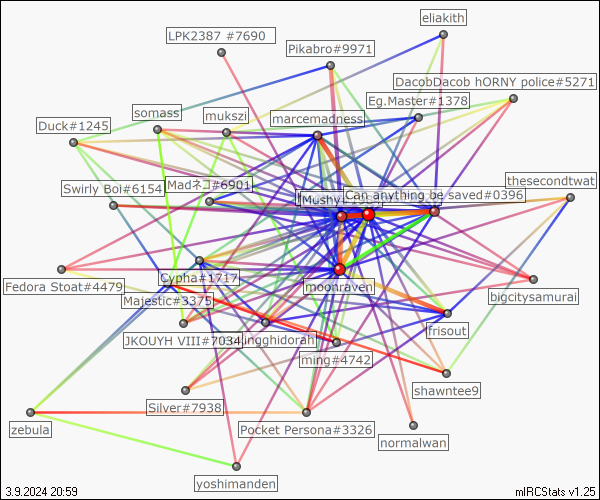 eliakith
LPK2387 #7690
Pikabro#9971
DacobDacob hORNY police#5271
Eg.Master#1378
somass
mukszi
marcemadness
Duck#1245
Swirly Boi#6154
Madネコ#6901
Mushy
Can anything be saved#0396
thesecondtwat
Fedora Stoat#4479
Cypha#1717
moonraven
Majestic#3375
bigcitysamurai
frisout
JKOUYH VIII#7034
ingghidorah
ming#4742
shawntee9
Silver#7938
zebula
Pocket Persona#3326
normalwan
yoshimanden
3.9.2024 20:59
mIRCStats v1.25